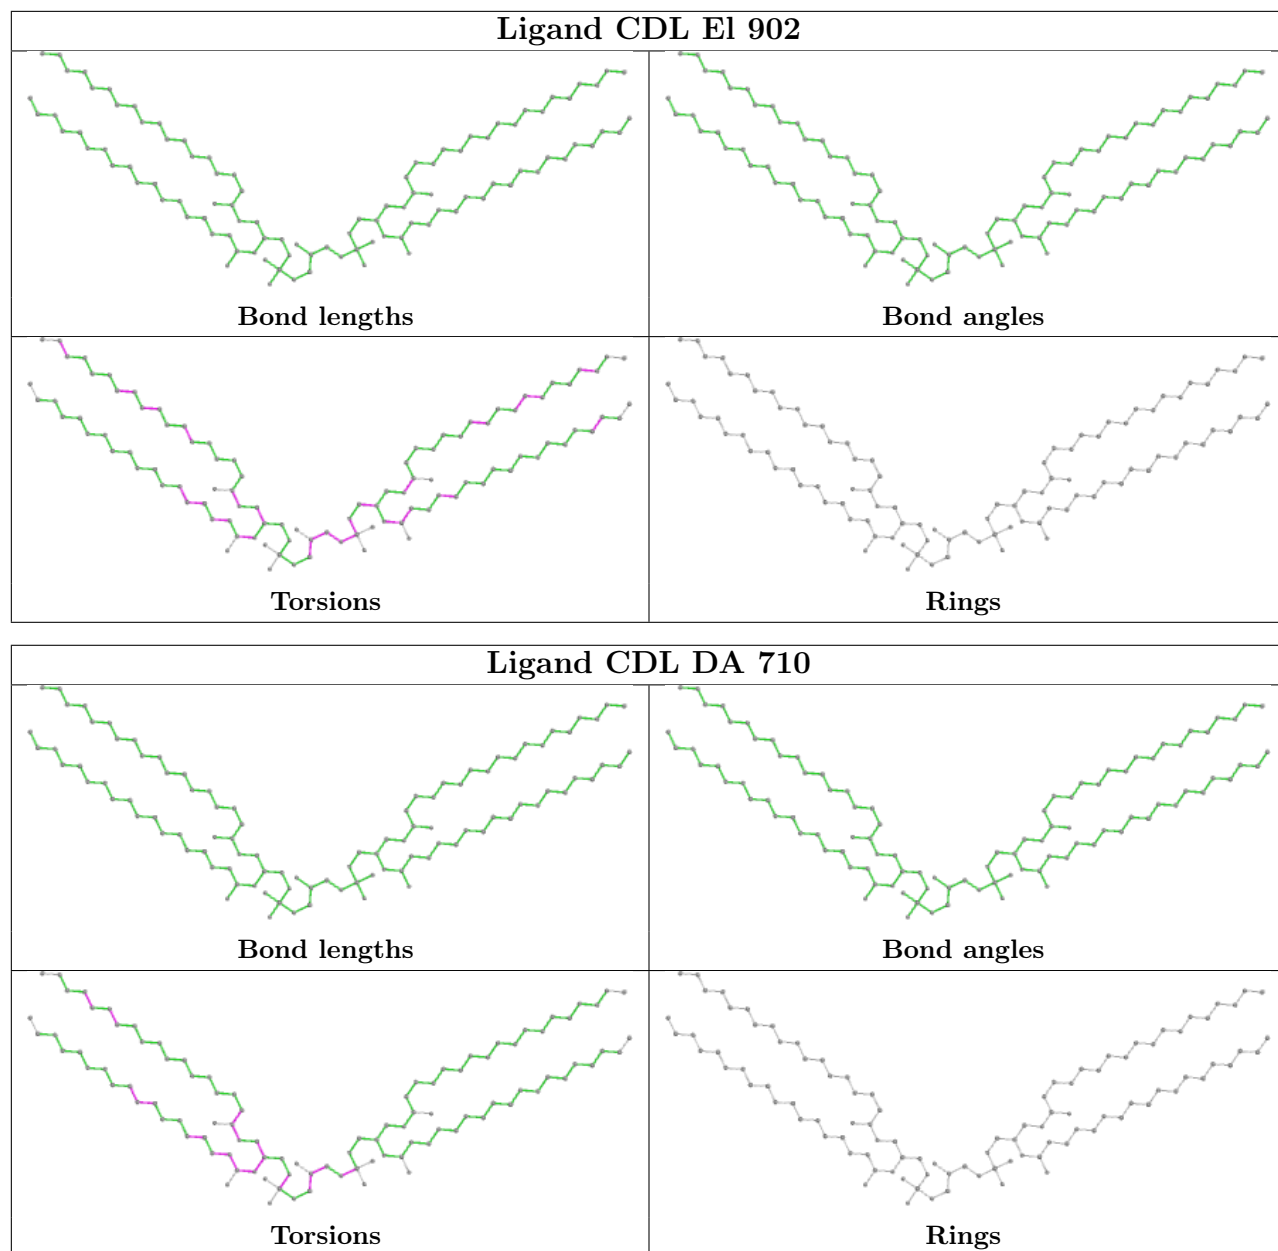 Ligand CDL El 902
Bond lengths
Bond angles
Torsions
Rings
Ligand CDL DA 710
Bond lengths
Bond angles
Torsions
Rings